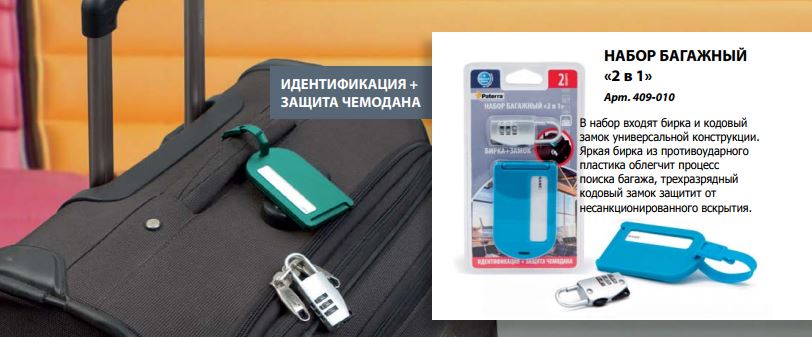 ИДЕНТИФИКАЦИЯ +
ЗАЩИТА ЧЕМОДАНА
НАБОР БАГАЖНЫЙ
«2 в 1»
Арт. 409-010
В набор входят бирка и кодовый
замок универсальной конструкции.
Яркая бирка из противоударного
пластика облегчит процесс
поиска багажа, трехразрядный
кодовый замок защитит от
несанкционированного вскрытия.
2
Paterra
НАБОР БАГАЖНЫЙ «2 в 1»
БИРКА+ЗАМОК
ИДЕНТИФИКАЦИЯ + ЗАЩИТА ЧЕМОДАНА